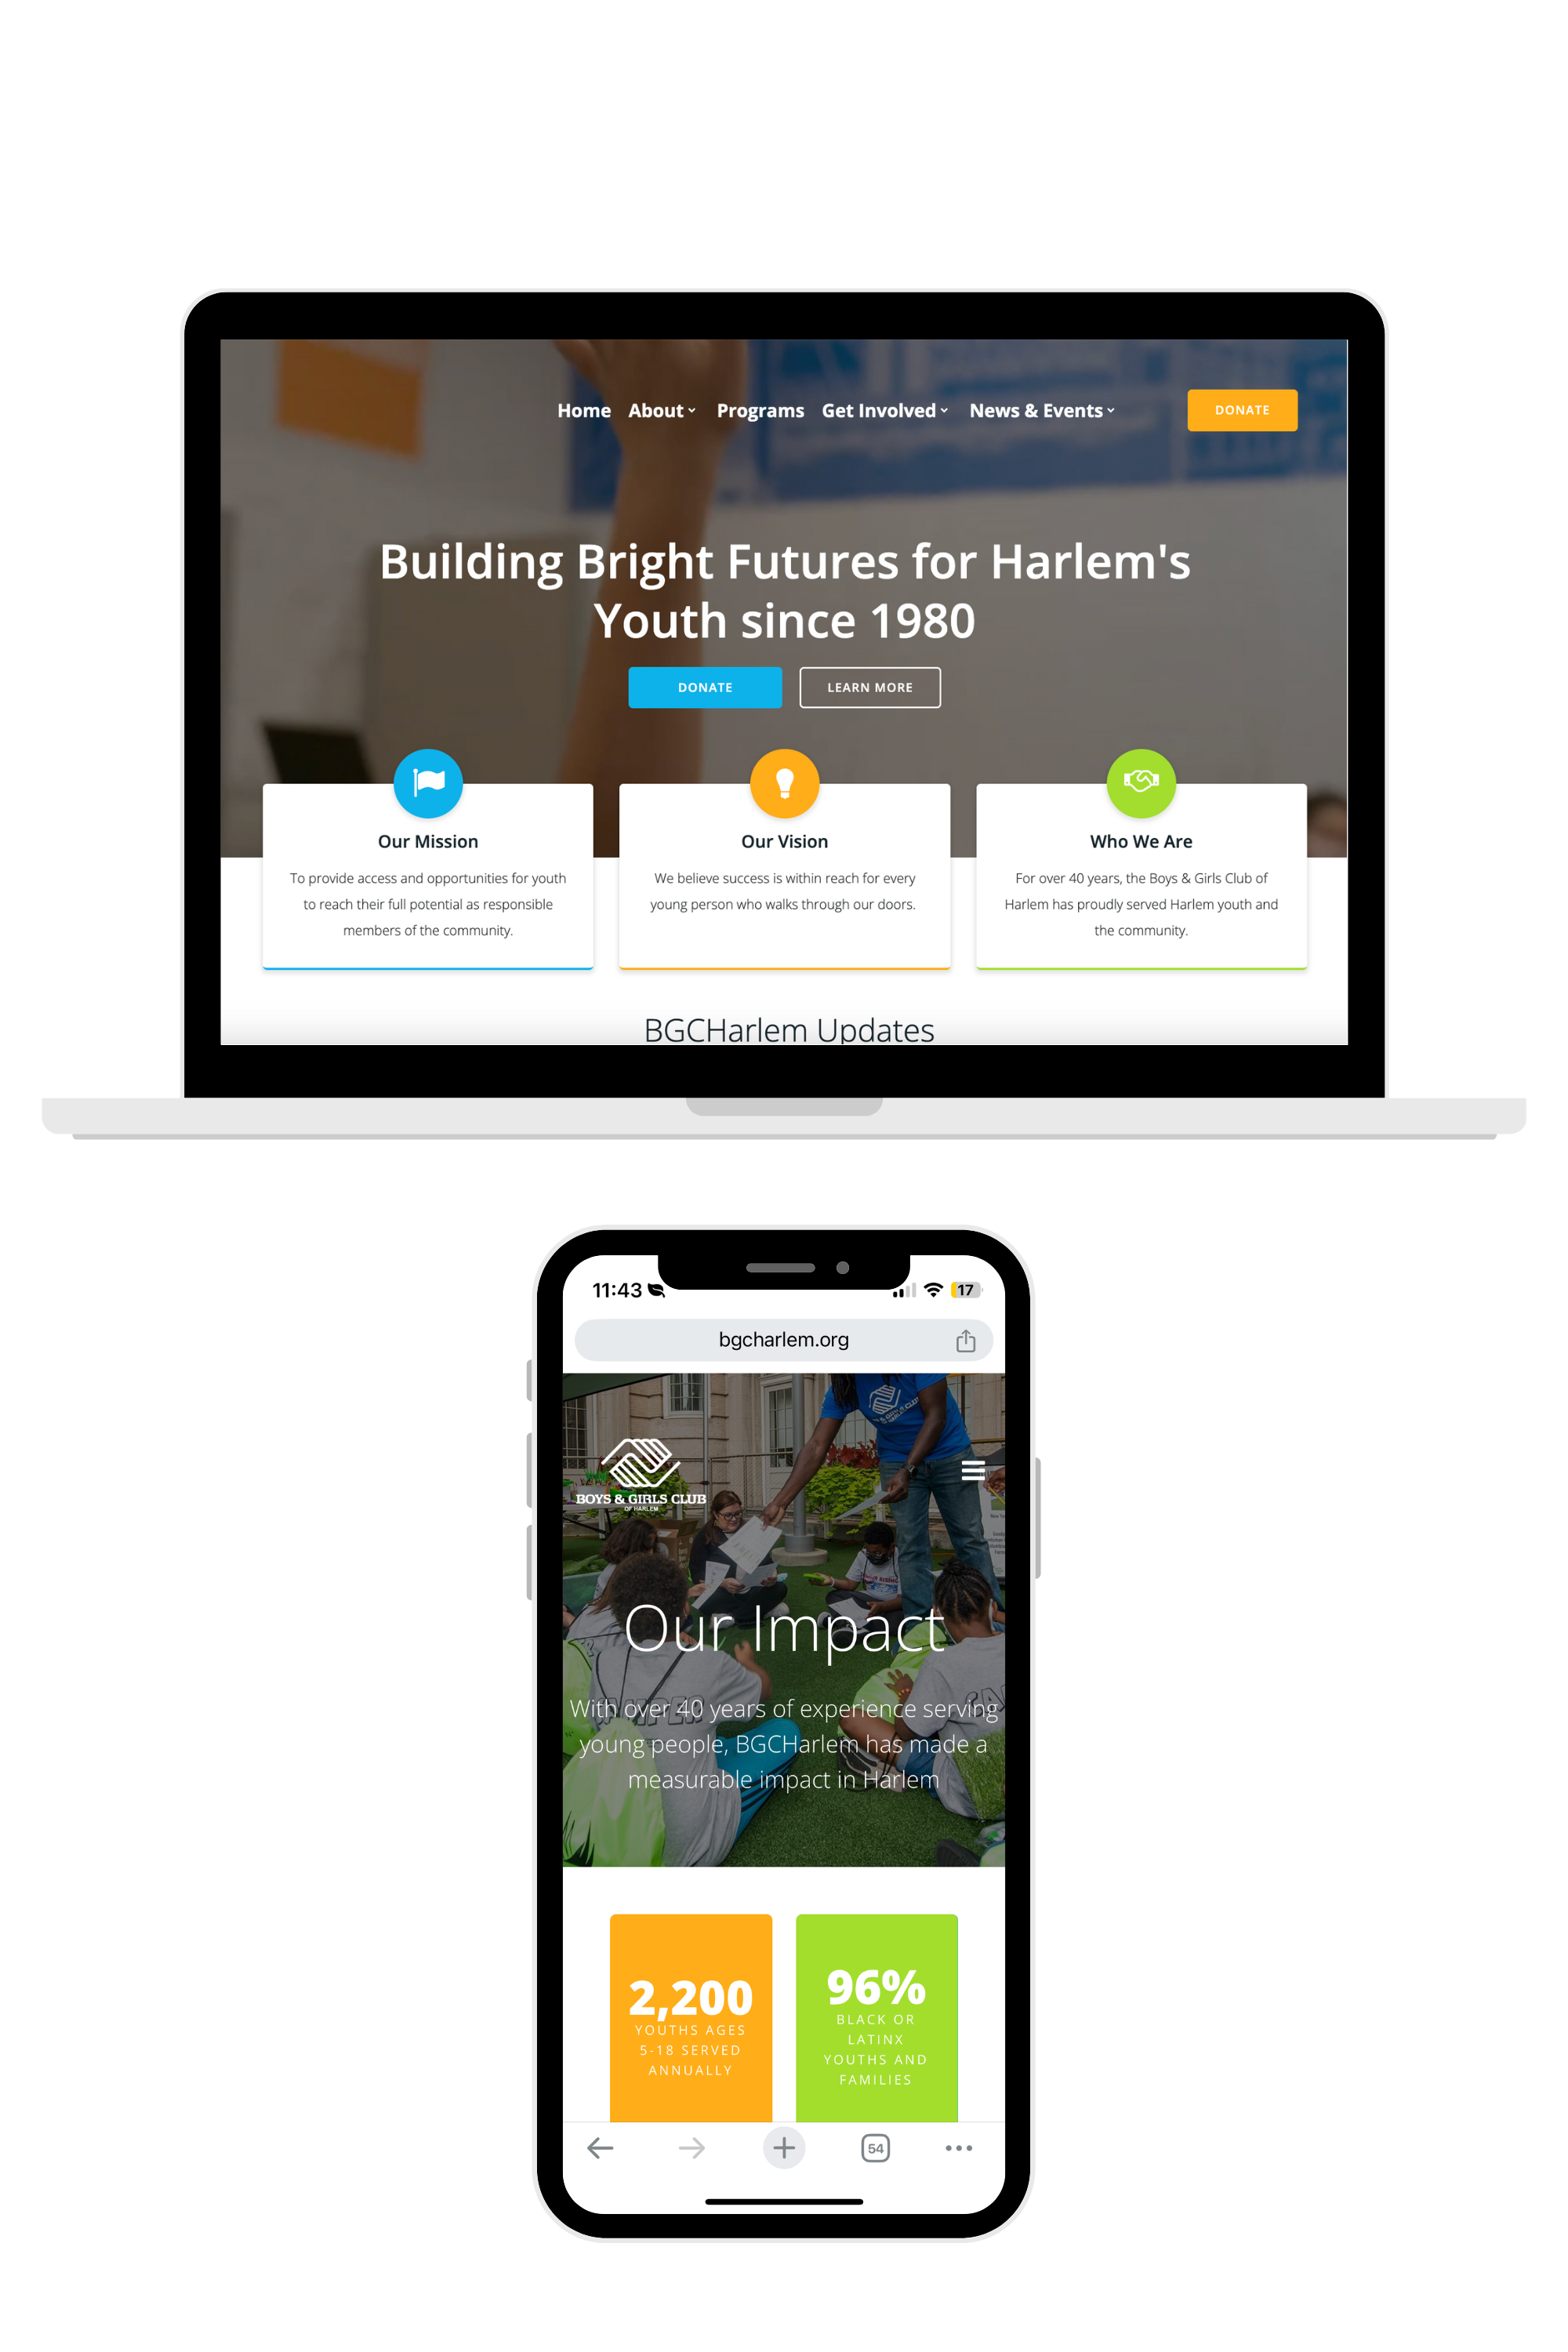 Home About Programs Get Involved News & Events DONATE
Building Bright Futures for Harlem's
Youth since 1980
DONATE LEARN MORE
Our Mission
To provide access and opportunities for youth
to reach their full potential as responsible
members of the community.
Our Vision
We believe success is within reach for every
young person who walks through our doors.
Who We Are
For over 40 years, the Boys & Girls Club of
Harlem has proudly served Harlem youth and
the community.
BGCHarlem Updates
11:43 17
bgcharlem.org
BOYS & GIRLS CLUB
OF HARLEM
Our Impact
With over 40 years of experience serving
young people, BGCHarlem has made a
measurable impact in Harlem
2,200
YOUTHS AGES
5-18 SERVED
ANNUALLY
96%
BLACK OR
LATINX
YOUTHS AND
FAMILIES
54